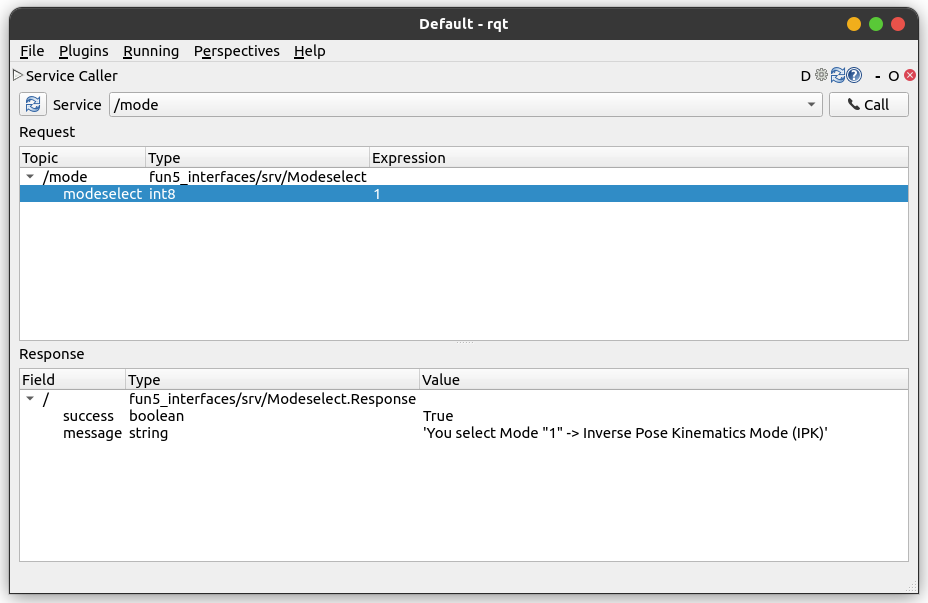 Default - rqt
File Plugins Running Perspectives Help
Service Caller D ? - O
Service /mode Call
Request
Topic Type Expression
/mode fun5_interfaces/srv/Modeselect
modeselect int8 1
Response
Field Type Value
/ fun5_interfaces/srv/Modeselect.Response
success boolean True
message string 'You select Mode "1" -> Inverse Pose Kinematics Mode (IPK)'